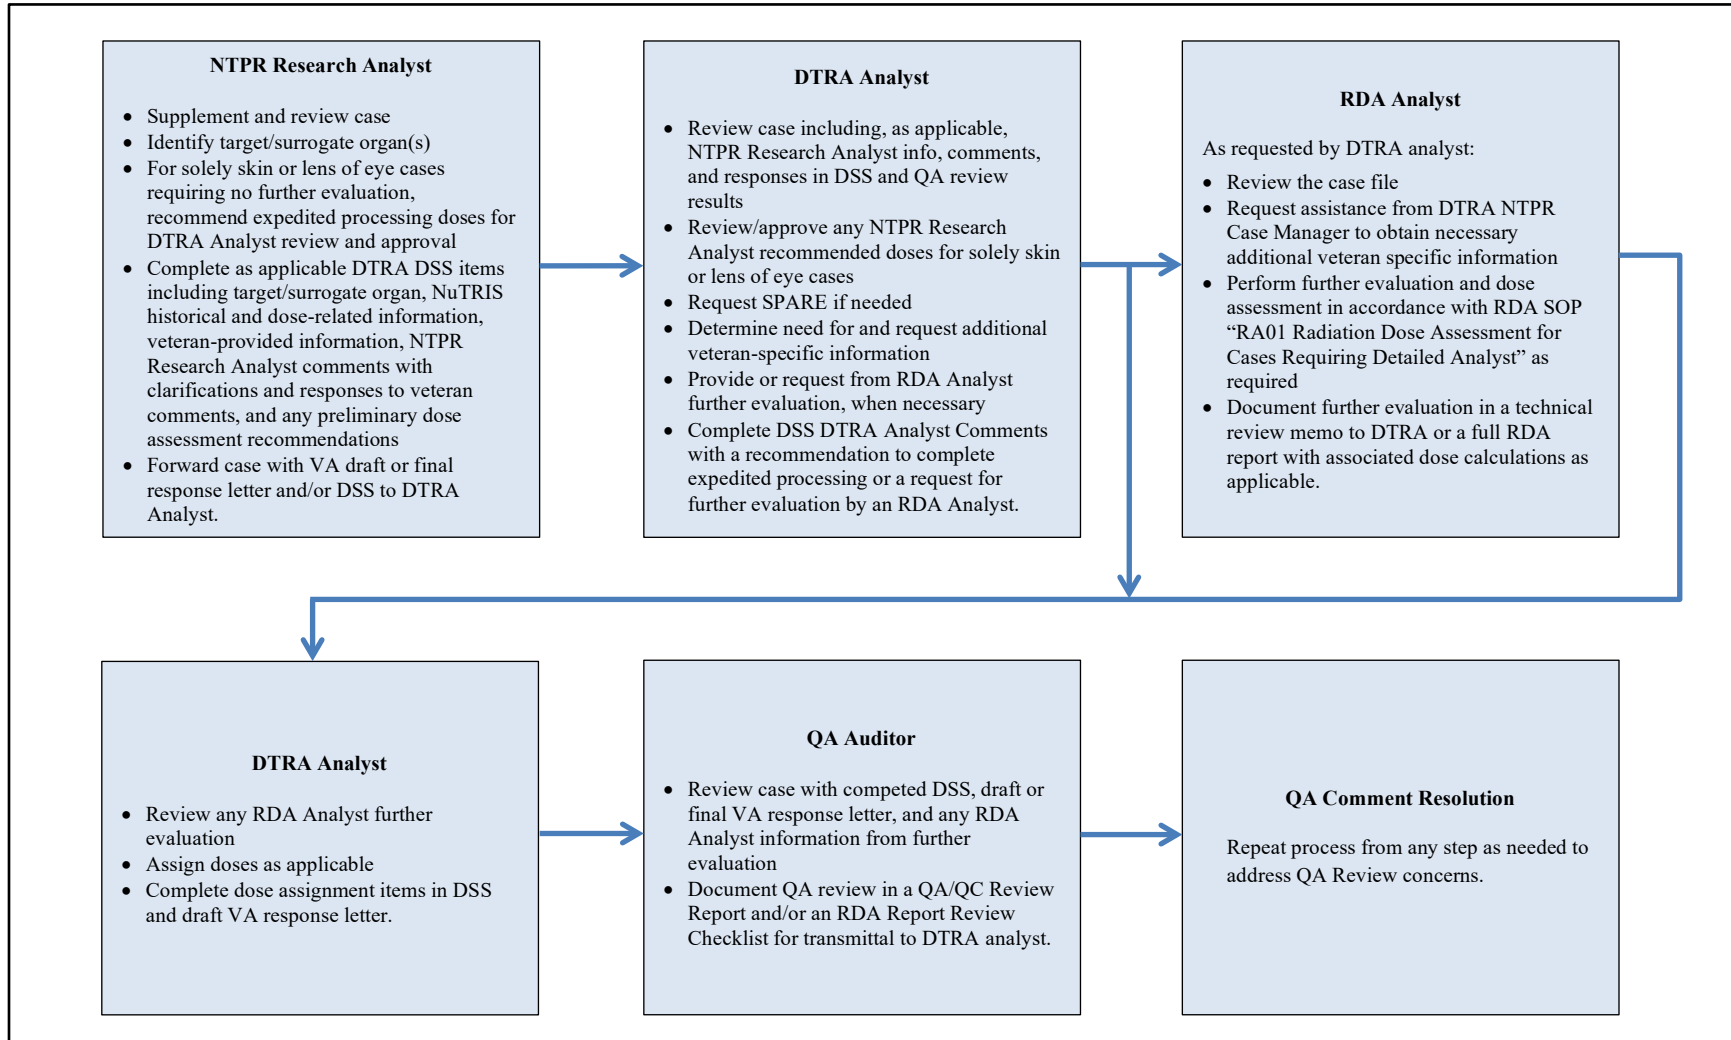 NTPR Research Analyst
• Supplement and review case
• Identify target/surrogate organ(s)
• For solely skin or lens of eye cases
requiring no further evaluation,
recommend expedited processing doses for
DTRA Analyst review and approval
• Complete as applicable DTRA DSS items
including target/surrogate organ, NuTRIS
historical and dose-related information,
veteran-provided information, NTPR
Research Analyst comments with
clarifications and responses to veteran
comments, and any preliminary dose
assessment recommendations
• Forward case with VA draft or final
response letter and/or DSS to DTRA
Analyst.
DTRA Analyst
• Review case including, as applicable,
NTPR Research Analyst info, comments,
and responses in DSS and QA review
results
• Review/approve any NTPR Research
Analyst recommended doses for solely skin
or lens of eye cases
• Request SPARE if needed
• Determine need for and request additional
veteran-specific information
• Provide or request from RDA Analyst
further evaluation, when necessary
• Complete DSS DTRA Analyst Comments
with a recommendation to complete
expedited processing or a request for
further evaluation by an RDA Analyst.
RDA Analyst
As requested by DTRA analyst:
• Review the case file
• Request assistance from DTRA NTPR
Case Manager to obtain necessary
additional veteran specific information
• Perform further evaluation and dose
assessment in accordance with RDA SOP
“RA01 Radiation Dose Assessment for
Cases Requiring Detailed Analyst” as
required
• Document further evaluation in a technical
review memo to DTRA or a full RDA
report with associated dose calculations as
applicable.
DTRA Analyst
• Review any RDA Analyst further
evaluation
• Assign doses as applicable
• Complete dose assignment items in DSS
and draft VA response letter.
QA Auditor
• Review case with competed DSS, draft or
final VA response letter, and any RDA
Analyst information from further
evaluation
• Document QA review in a QA/QC Review
Report and/or an RDA Report Review
Checklist for transmittal to DTRA analyst.
QA Comment Resolution
Repeat process from any step as needed to
address QA Review concerns.